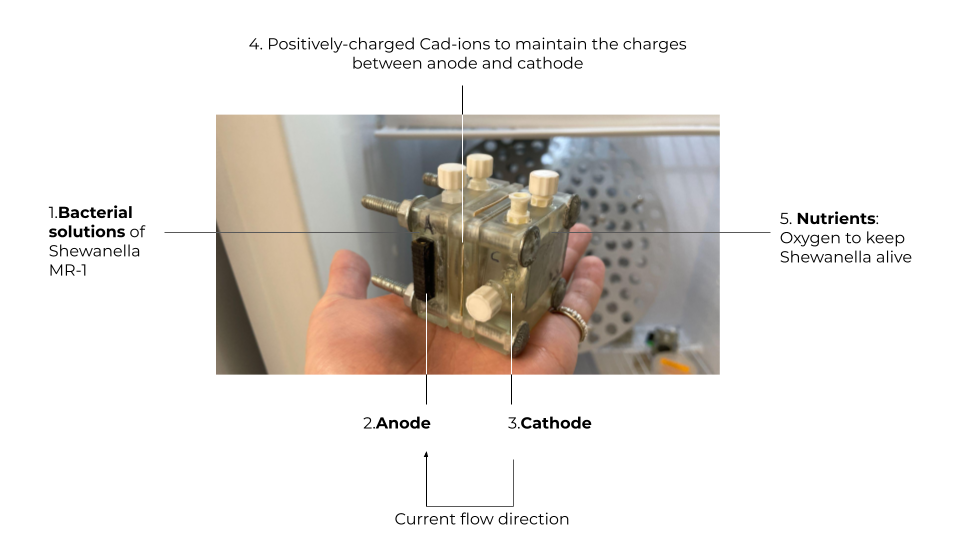 4. Positively-charged Cad-ions to maintain the charges
between anode and cathode
1.Bacterial
solutions of
Shewanella
MR-1
5. Nutrients:
Oxygen to keep
Shewanella alive
A
C
2.Anode
3.Cathode
Current flow direction